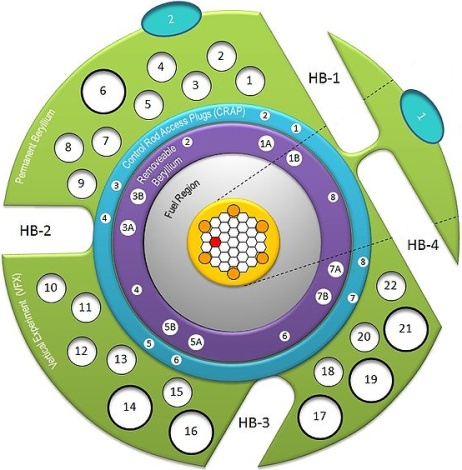 2
4
3
2
1
HB-1
6
5
1
8
7
9
Permanent Beryllium
Control Rod Access Plugs (CRAP)
2
1
Removeable
Beryllium
2
1A
1B
3
4
3B
3A
8
Fuel Region
HB-2
HB-4
10
11
12
13
14
15
16
Vertical Experiment (VFX)
4
5
6
5B
5A
6
7A
7B
8
7
22
21
20
19
18
17
HB-3